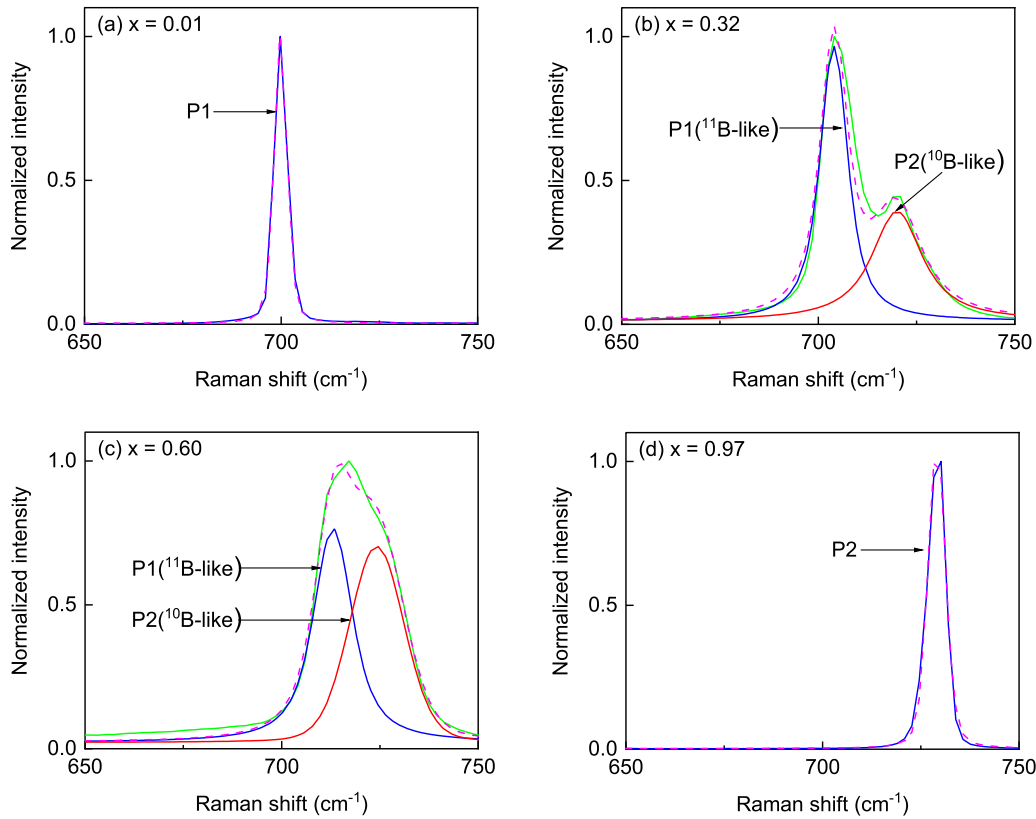 (a) x = 0.01
P1
Normalized intensity
1.0
0.5
0.0
650
700
750
Raman shift (cm⁻¹)
(b) x = 0.32
P1(¹¹B-like)
P2(¹⁰B-like)
Normalized intensity
1.0
0.5
0.0
650
700
750
Raman shift (cm⁻¹)
(c) x = 0.60
P1(¹¹B-like)
P2(¹⁰B-like)
Normalized intensity
1.0
0.5
0.0
650
700
750
Raman shift (cm⁻¹)
(d) x = 0.97
P2
Normalized intensity
1.0
0.5
0.0
650
700
750
Raman shift (cm⁻¹)